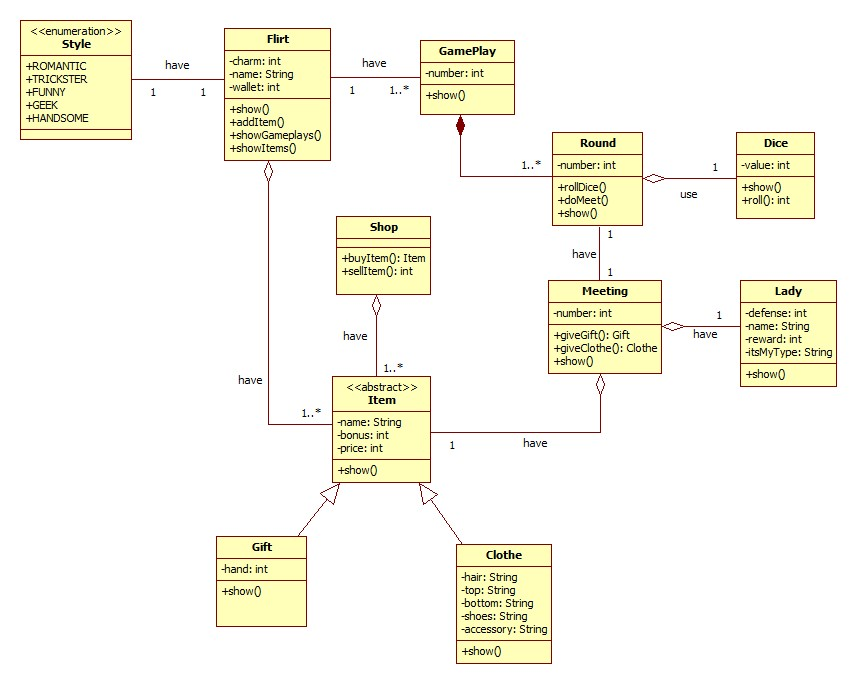 <<enumeration>>
Style
+ROMANTIC
+TRICKSTER
+FUNNY
+GEEK
+HANDSOME
have
1
1
Flirt
-charm: int
-name: String
-wallet: int
+show()
+addItem()
+showGameplays()
+showItems()
have
1
1..*
GamePlay
-number: int
+show()
1..*
Round
-number: int
+rollDice()
+doMeet()
+show()
1
use
Dice
-value: int
+show()
+roll(): int
Shop
+buyItem(): Item
+sellItem(): int
have
1..*
1
have
1
Meeting
-number: int
+giveGift(): Gift
+giveClothe(): Clothe
+show()
1
have
Lady
-defense: int
-name: String
-reward: int
-itsMyType: String
+show()
have
1..*
<<abstract>>
Item
-name: String
-bonus: int
-price: int
+show()
1
have
Gift
-hand: int
+show()
Clothe
-hair: String
-top: String
-bottom: String
-shoes: String
-accessory: String
+show()